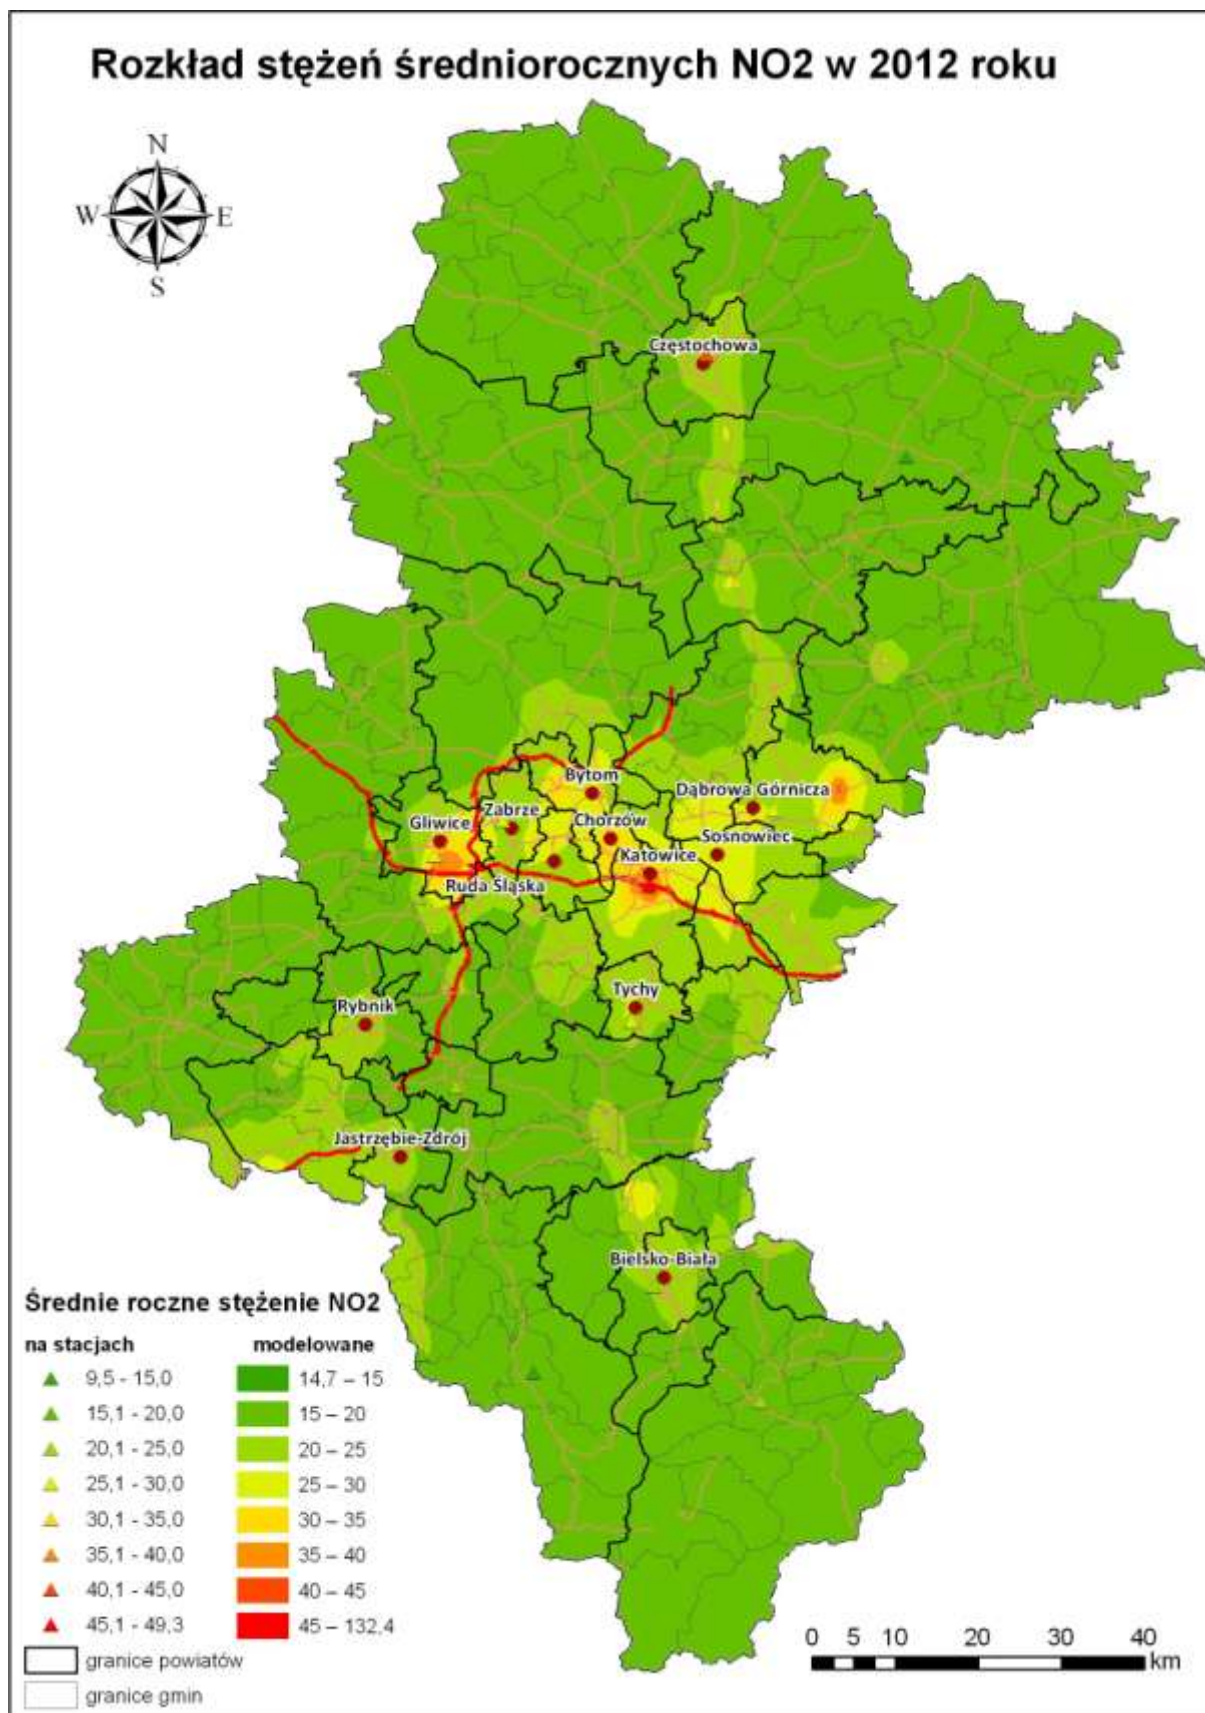 Rozkład stężeń średniorocznych NO2 w 2012 roku
N
W E
S
Częstochowa
Bytom
Dąbrowa Górnicza
Zabrze
Gliwice
Chorzów
Sosnowiec
Katowice
Ruda Śląska
Tychy
Rybnik
Jastrzębie-Zdrój
Bielsko-Biała
Średnie roczne stężenie NO2
na stacjach modelowane
9,5 - 15,0 14,7 – 15
15,1 - 20,0 15 – 20
20,1 - 25,0 20 – 25
25,1 - 30,0 25 – 30
30,1 - 35,0 30 – 35
35,1 - 40,0 35 – 40
40,1 - 45,0 40 – 45
45,1 - 49,3 45 – 132,4
granice powiatów
granice gmin
0 5 10 20 30 40
km